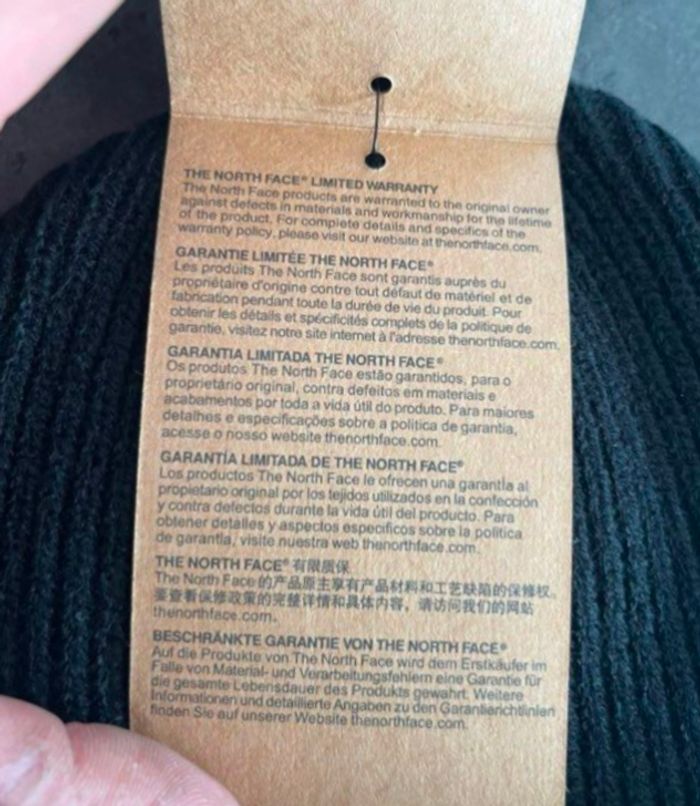 THE NORTH FACE® LIMITED WARRANTY
The North Face products are warranted to the original owner
against defects in materials and workmanship for the lifetime
of the product. For complete details and specifics of the
warranty policy, please visit our website at thenorthface.com.
GARANTIE LIMITÉE THE NORTH FACE®
Les produits The North Face sont garantis auprès du
propriétaire d'origine contre tout défaut de matériel et de
fabrication pendant toute la durée de vie du produit. Pour
obtenir les détails et spécificités complets de la politique de
garantie, visitez notre site internet à l'adresse thenorthface.com.
GARANTIA LIMITADA THE NORTH FACE®
Os produtos The North Face estão garantidos, para o
proprietário original, contra defeitos em materiais e
acabamentos por toda a vida útil do produto. Para maiores
detalhes e especificações sobre a política de garantia,
acesse o nosso website thenorthface.com.
GARANTÍA LIMITADA DE THE NORTH FACE®
Los productos The North Face le ofrecen una garantía al
propietario original por los tejidos utilizados en la confección
y contra defectos durante la vida útil del producto. Para
obtener detalles y aspectos específicos sobre la política
de garantía, visite nuestra web thenorthface.com.
THE NORTH FACE® 有限质保
The North Face 的产品原主享有产品材料和工艺缺陷的保修权。
要查看保修政策的完整详情和具体内容，请访问我们的网站
thenorthface.com。
BESCHRÄNKTE GARANTIE VON THE NORTH FACE®
Auf die Produkte von The North Face wird dem Erstkäufer im
Falle von Material- und Verarbeitungsfehlern eine Garantie für
die gesamte Lebensdauer des Produkts gewährt. Weitere
Informationen und detaillierte Angaben zu den Garantierichtlinien
finden Sie auf unserer Website thenorthface.com.